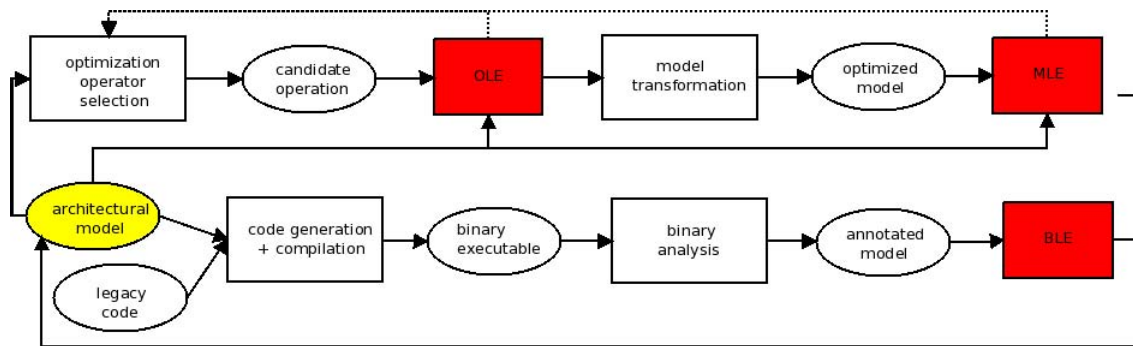 optimization
operator
selection
candidate
operation
OLE
model
transformation
optimized
model
MLE
architectural
model
code generation
+ compilation
binary
executable
binary
analysis
annotated
model
BLE
legacy
code